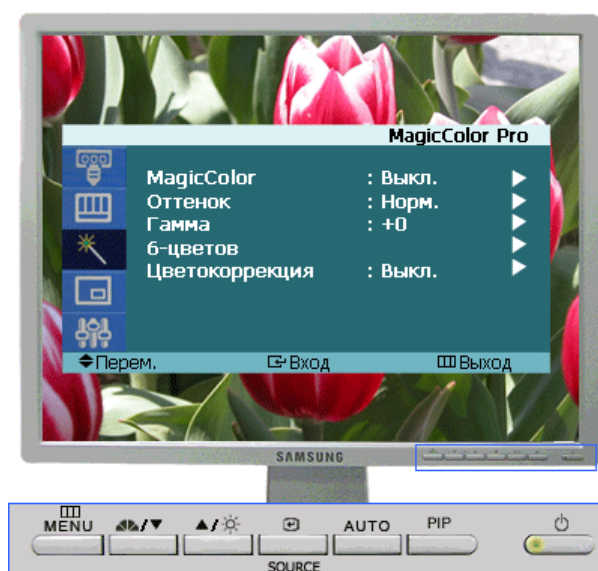 MagicColor Pro
MagicColor : Выкл.
Оттенок : Норм.
Гамма : +0
6-цветов
Цветокоррекция : Выкл.
Перем. Вход Выход
SAMSUNG
MENU AUTO PIP
SOURCE